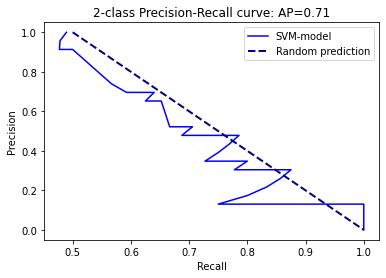 2-class Precision-Recall curve: AP=0.71
SVM-model
Random prediction
1.0
0.8
0.6
0.4
0.2
0.0
Precision
0.5 0.6 0.7 0.8 0.9 1.0
Recall